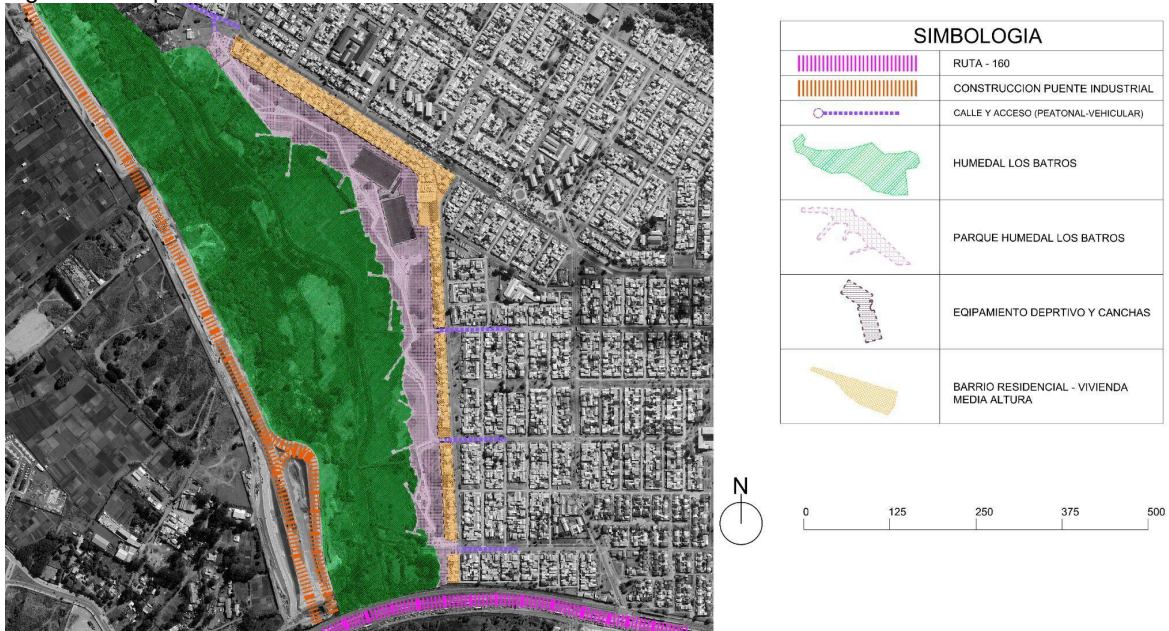 SIMBOLOGIA
RUTA - 160
CONSTRUCCION PUENTE INDUSTRIAL
CALLE Y ACCESO (PEATONAL-VEHICULAR)
HUMEDAL LOS BATROS
PARQUE HUMEDAL LOS BATROS
EQIPAMIENTO DEPRTIVO Y CANCHAS
BARRIO RESIDENCIAL - VIVIENDA
MEDIA ALTURA
N
0 125 250 375 500